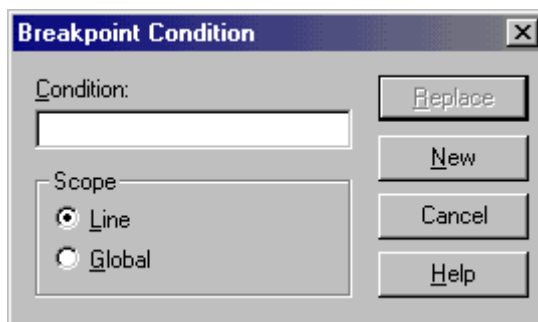 Breakpoint Condition
Condition:
Replace
New
Scope
Line
Cancel
Global
Help